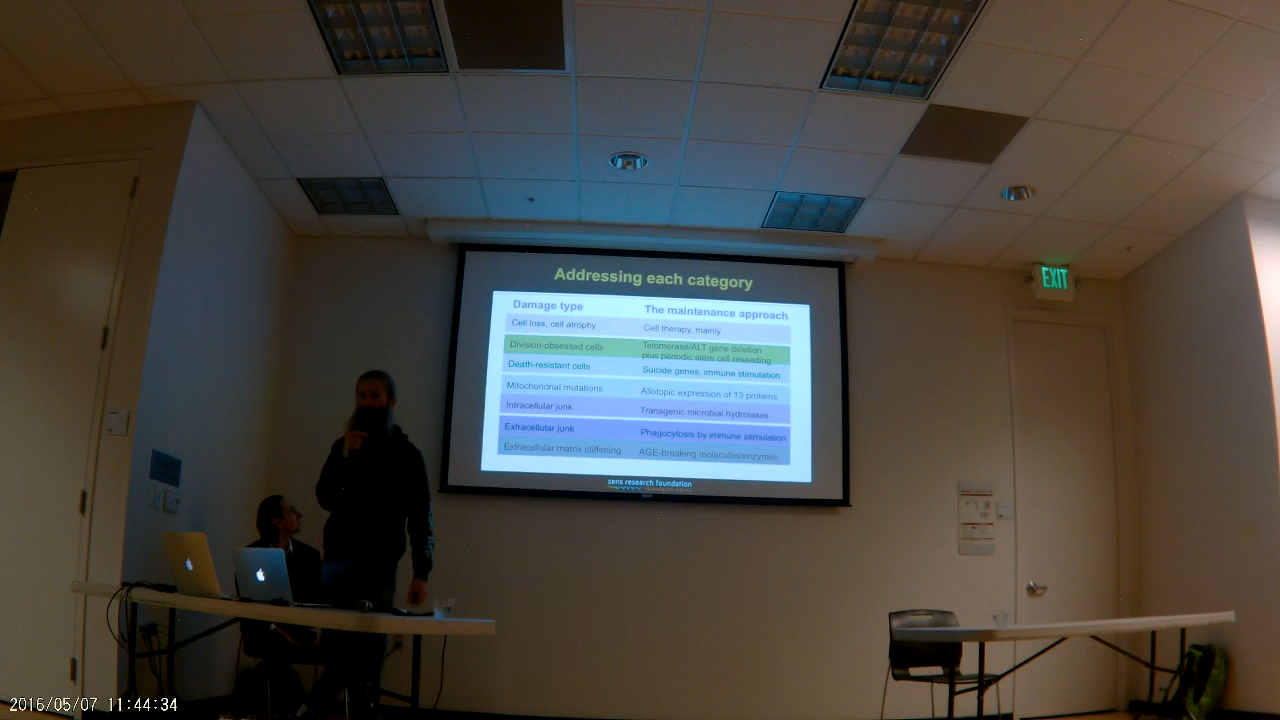 Addressing each category
Damage type The maintenance approach
Cell loss, cell atrophy Cell therapy, mainly
Division-obsessed cells Telomerase/ALT gene deletion
plus periodic stem cell reseeding
Death-resistant cells Suicide genes, immune stimulation
Mitochondrial mutations Allotopic expression of 13 proteins
Intracellular junk Transgenic microbial hydrolases
Extracellular junk Phagocytosis by immune stimulation
Extracellular matrix stiffening AGE-breaking molecules/enzymes
sens research foundation
EXIT
2016/05/07 11:44:34